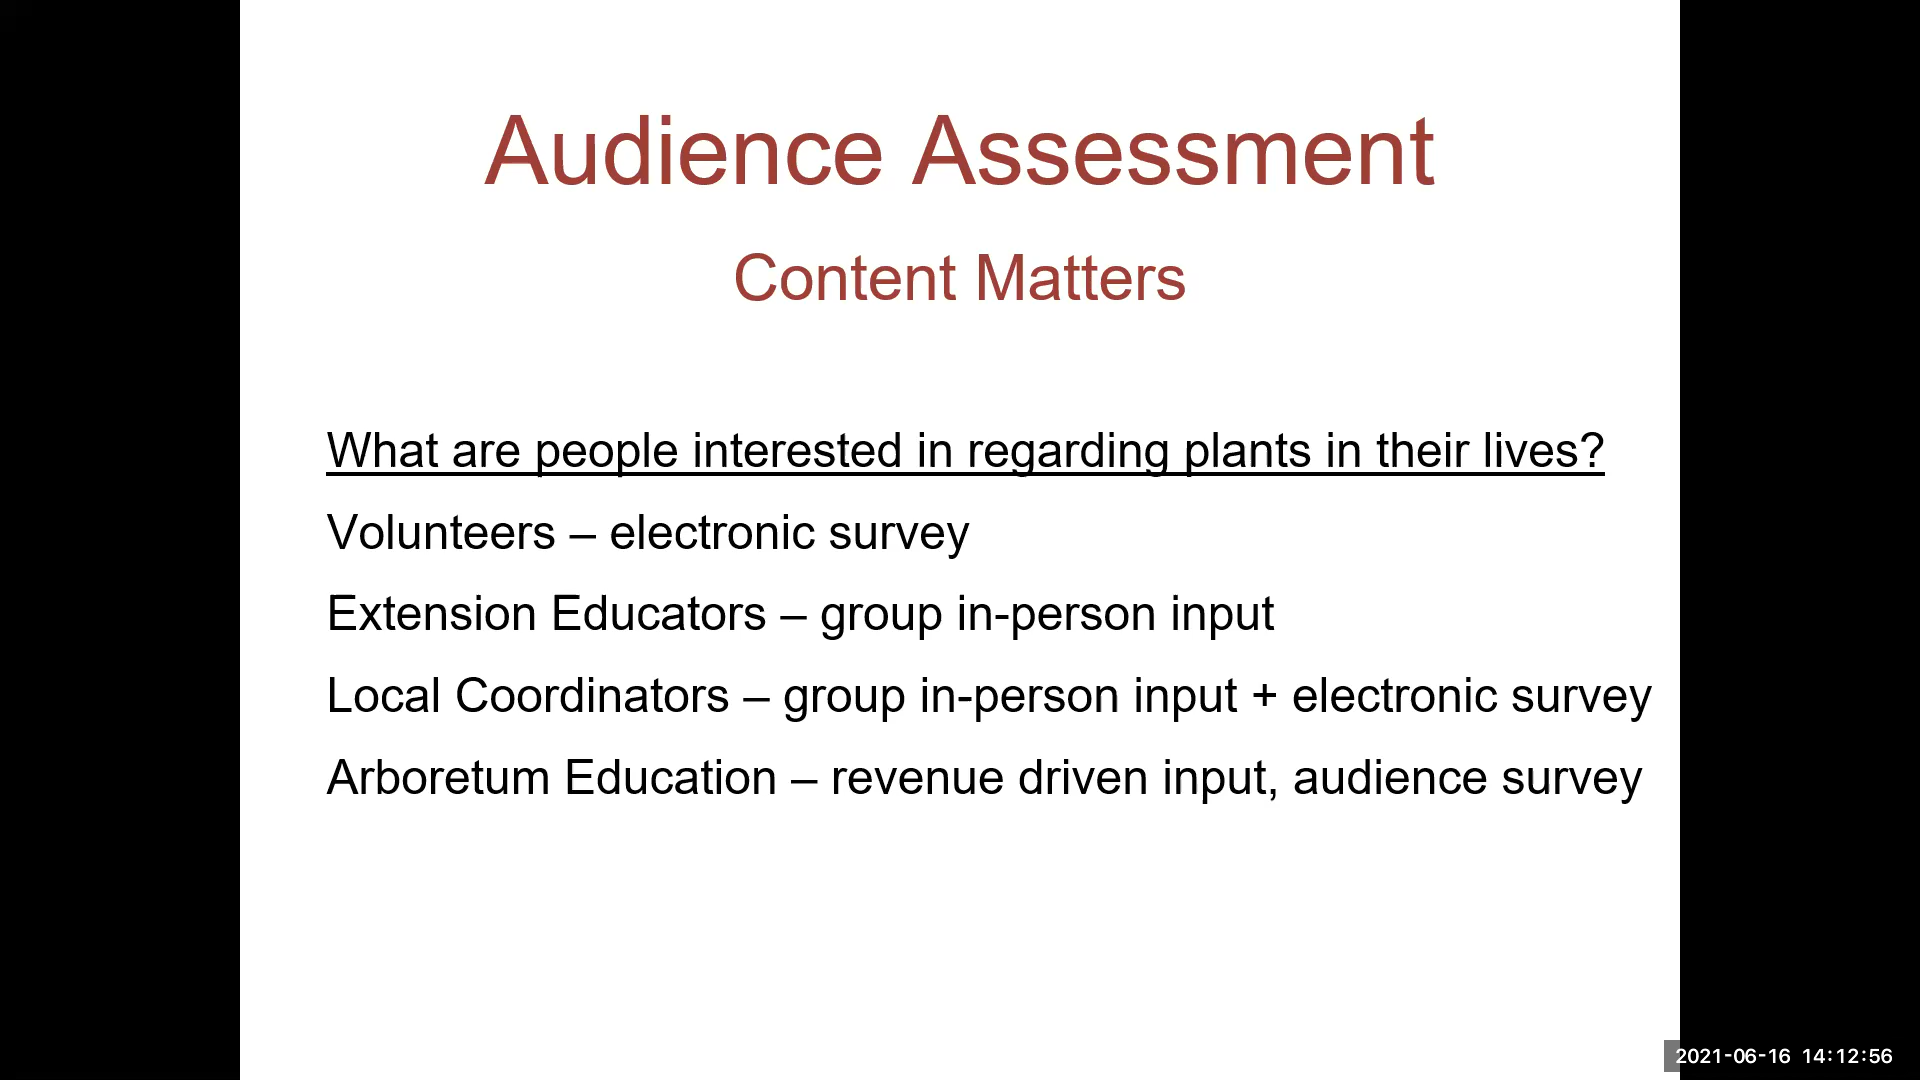 Audience Assessment
Content Matters
What are people interested in regarding plants in their lives?
Volunteers – electronic survey
Extension Educators – group in-person input
Local Coordinators – group in-person input + electronic survey
Arboretum Education – revenue driven input, audience survey
2021-06-16 14:12:56